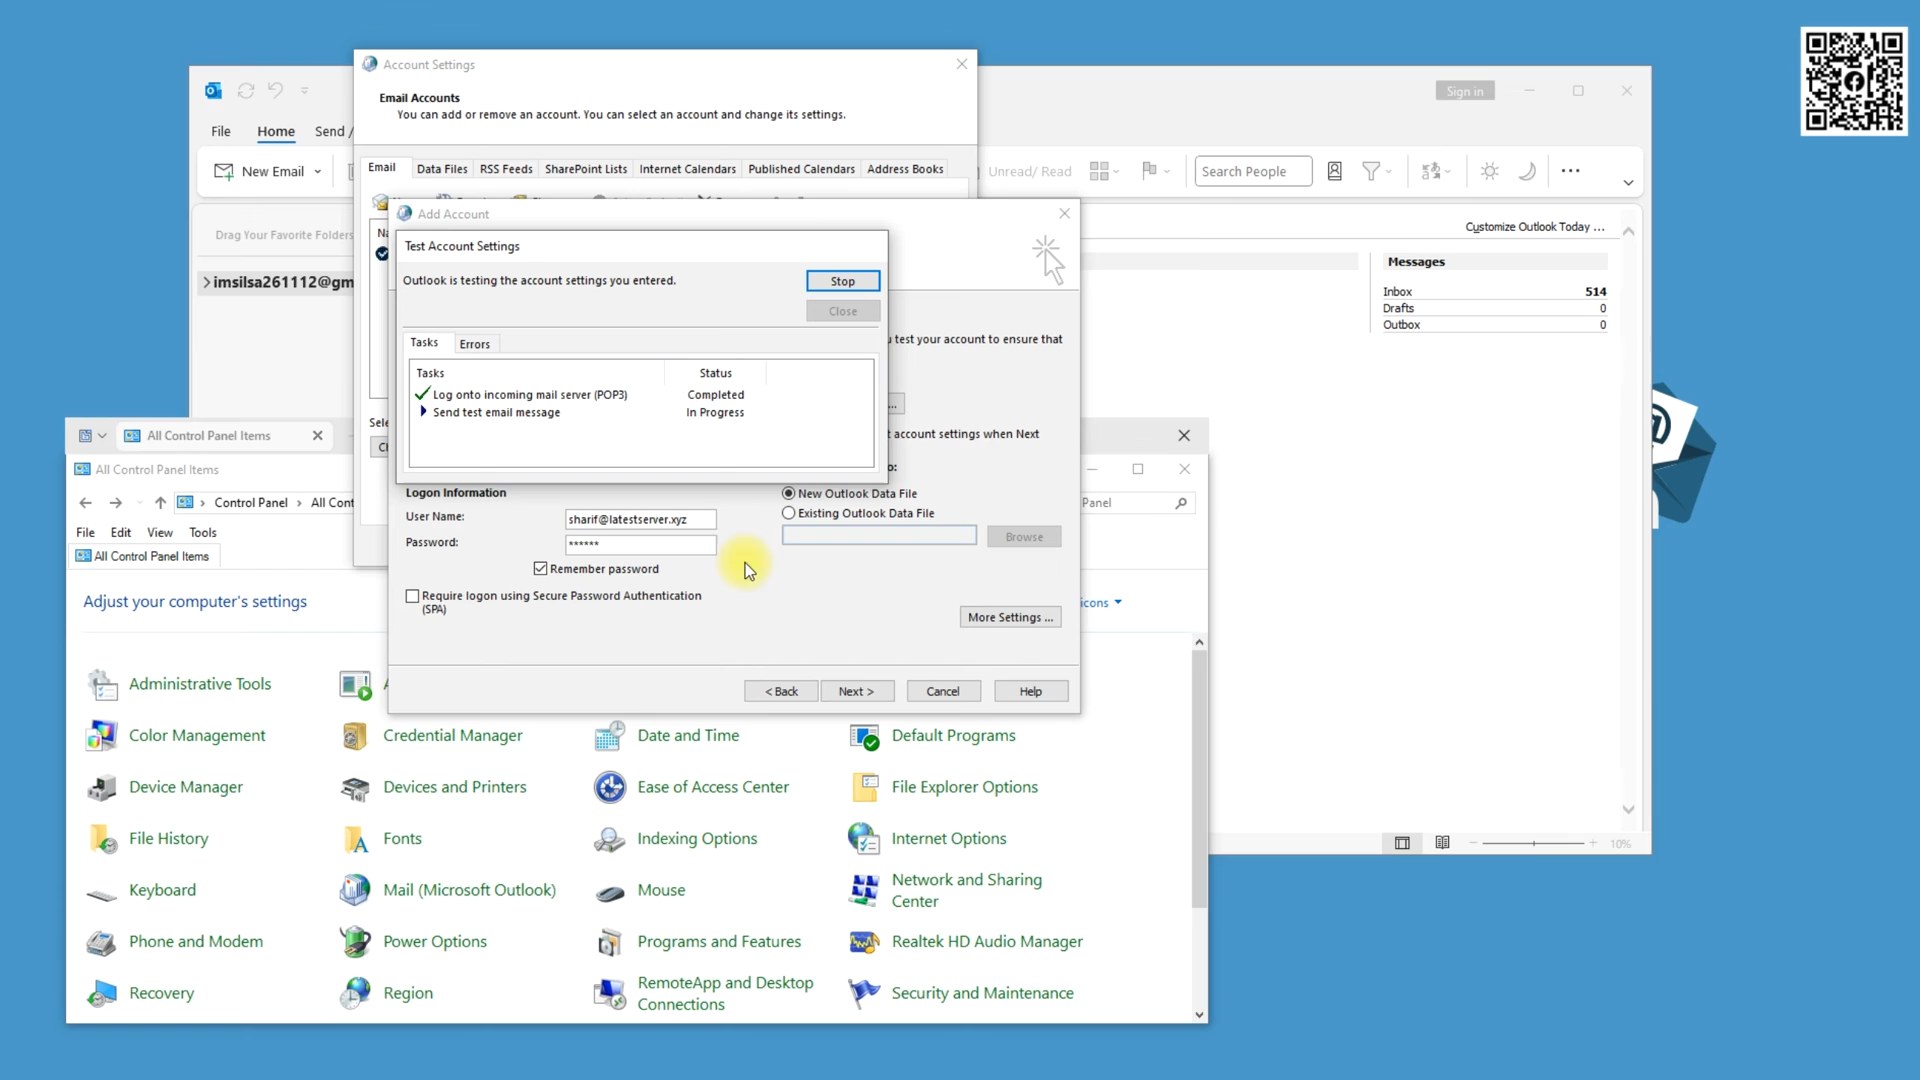 Account Settings
Email Accounts
You can add or remove an account. You can select an account and change its settings.
Sign in
File Home Send /
Email Data Files RSS Feeds SharePoint Lists Internet Calendars Published Calendars Address Books
New Email
Unread/ Read
Search People
Add Account
Drag Your Favorite Folders
Customize Outlook Today ...
Test Account Settings
Messages
Outlook is testing the account settings you entered.
Stop
imsilsa261112@gm
Inbox 514
Drafts 0
Close
Outbox 0
Tasks Errors
test your account to ensure that
Tasks Status
Log onto incoming mail server (POP3) Completed
Send test email message In Progress
account settings when Next
All Control Panel Items
All Control Panel Items
Logon Information
New Outlook Data File
Control Panel All Cont
Panel
User Name: sharif@latestserver.xyz
Existing Outlook Data File
File Edit View Tools
Password: ******
Browse
All Control Panel Items
Remember password
Require logon using Secure Password Authentication
(SPA)
Adjust your computer's settings
icons
More Settings ...
< Back Next > Cancel Help
Administrative Tools
Color Management Credential Manager Date and Time Default Programs
Device Manager Devices and Printers Ease of Access Center File Explorer Options
File History Fonts Indexing Options Internet Options
10%
Keyboard Mail (Microsoft Outlook) Mouse Network and Sharing
Center
Phone and Modem Power Options Programs and Features Realtek HD Audio Manager
Recovery Region RemoteApp and Desktop
Connections Security and Maintenance